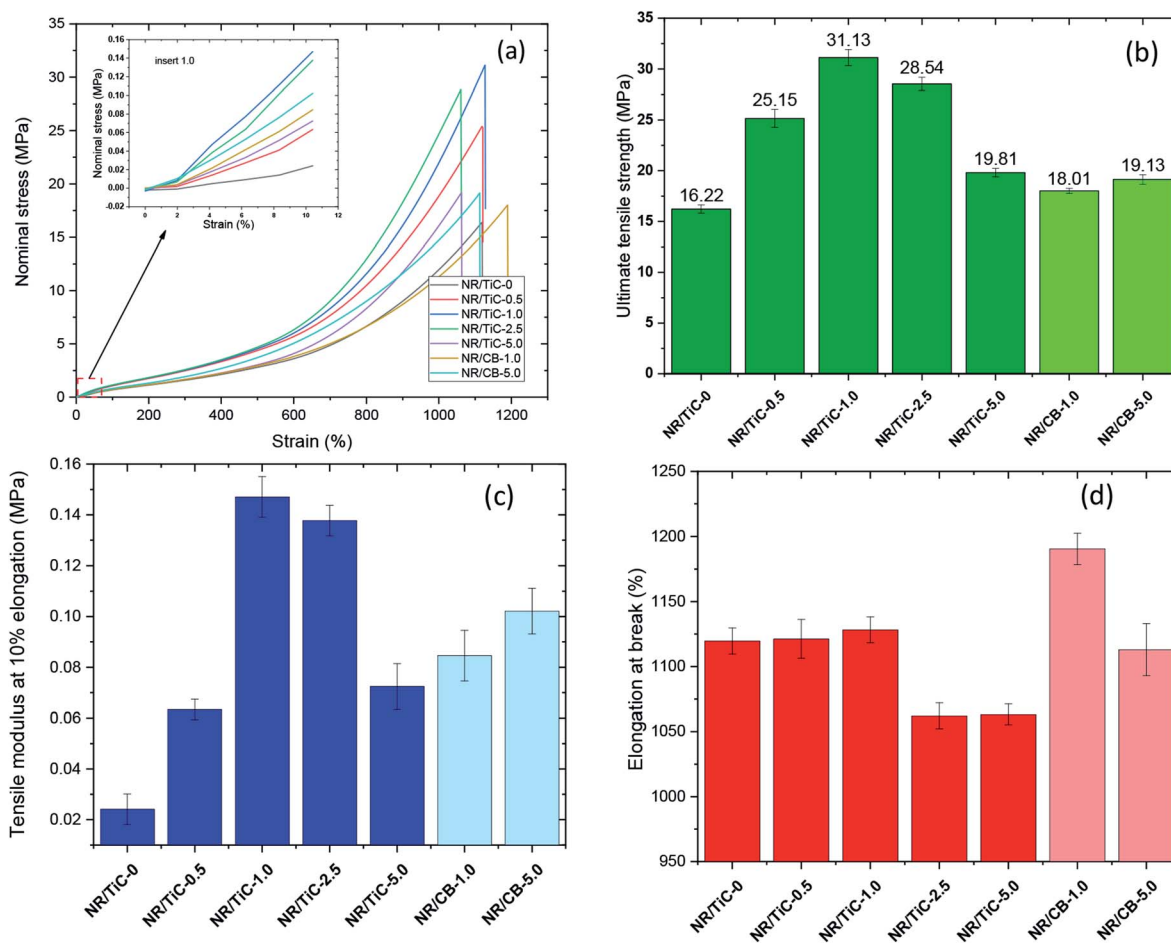 (a)
insert 1.0
0.16
0.14
0.12
0.10
0.08
0.06
0.04
0.02
0.00
-0.02
Nominal stress (MPa)
0 2 4 6 8 10 12
Strain (%)
35
30
25
20
15
10
5
0
Nominal stress (MPa)
NR/TiC-0
NR/TiC-0.5
NR/TiC-1.0
NR/TiC-2.5
NR/TiC-5.0
NR/CB-1.0
NR/CB-5.0
0 200 400 600 800 1000 1200
Strain (%)
(b)
35
30
25
20
15
10
5
0
Ultimate tensile strength (MPa)
16.22
25.15
31.13
28.54
19.81
18.01
19.13
NR/TiC-0
NR/TiC-0.5
NR/TiC-1.0
NR/TiC-2.5
NR/TiC-5.0
NR/CB-1.0
NR/CB-5.0
(c)
0.16
0.14
0.12
0.10
0.08
0.06
0.04
0.02
Tensile modulus at 10% elongation (MPa)
NR/TiC-0
NR/TiC-0.5
NR/TiC-1.0
NR/TiC-2.5
NR/TiC-5.0
NR/CB-1.0
NR/CB-5.0
(d)
1250
1200
1150
1100
1050
1000
950
Elongation at break (%)
NR/TiC-0
NR/TiC-0.5
NR/TiC-1.0
NR/TiC-2.5
NR/TiC-5.0
NR/CB-1.0
NR/CB-5.0